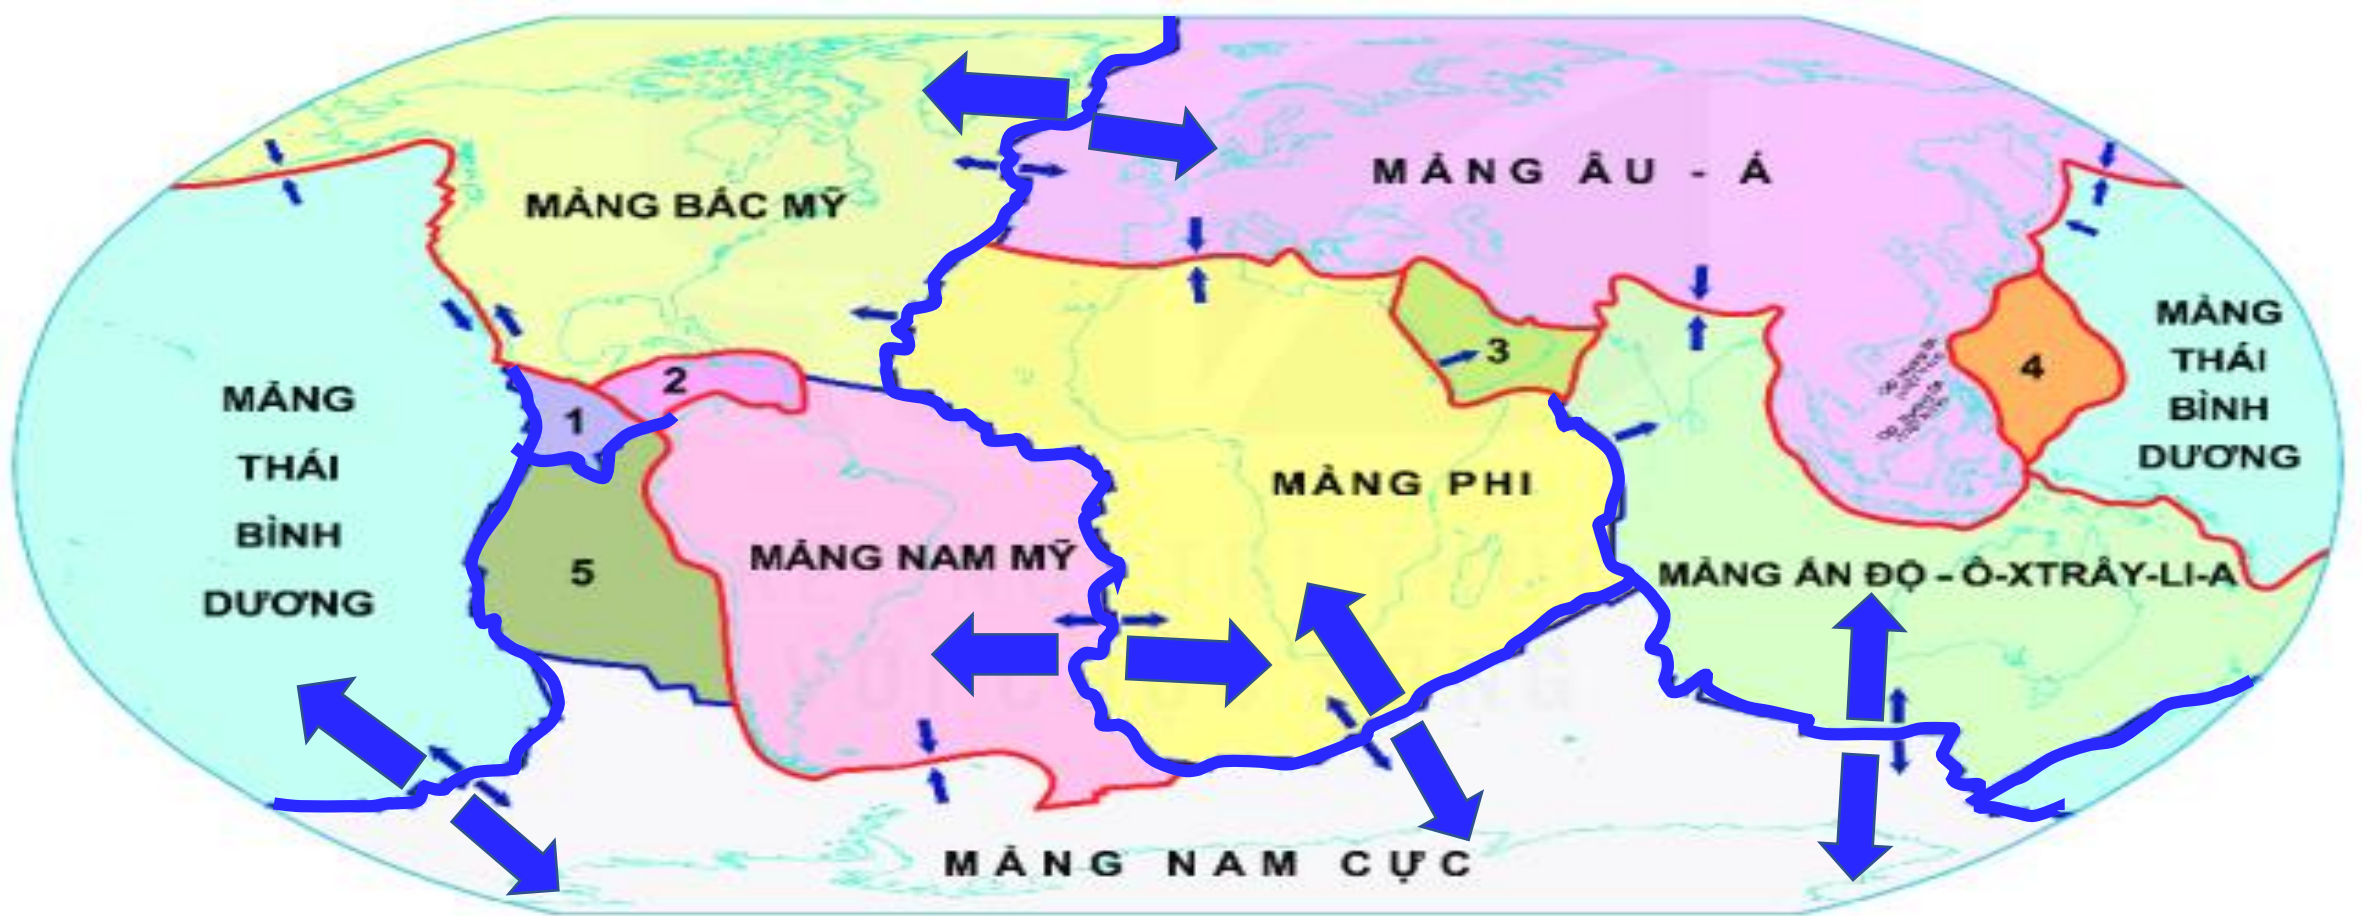 MẢNG ÂU - Á
MẢNG BẮC MỸ
MẢNG
THÁI
BÌNH
DƯƠNG
3
4
2
1
MẢNG
THÁI
BÌNH
DƯƠNG
MẢNG PHI
MẢNG NAM MỸ
5
MẢNG ẤN ĐỘ - Ô-XTRÂY-LI-A
MẢNG NAM CỰC